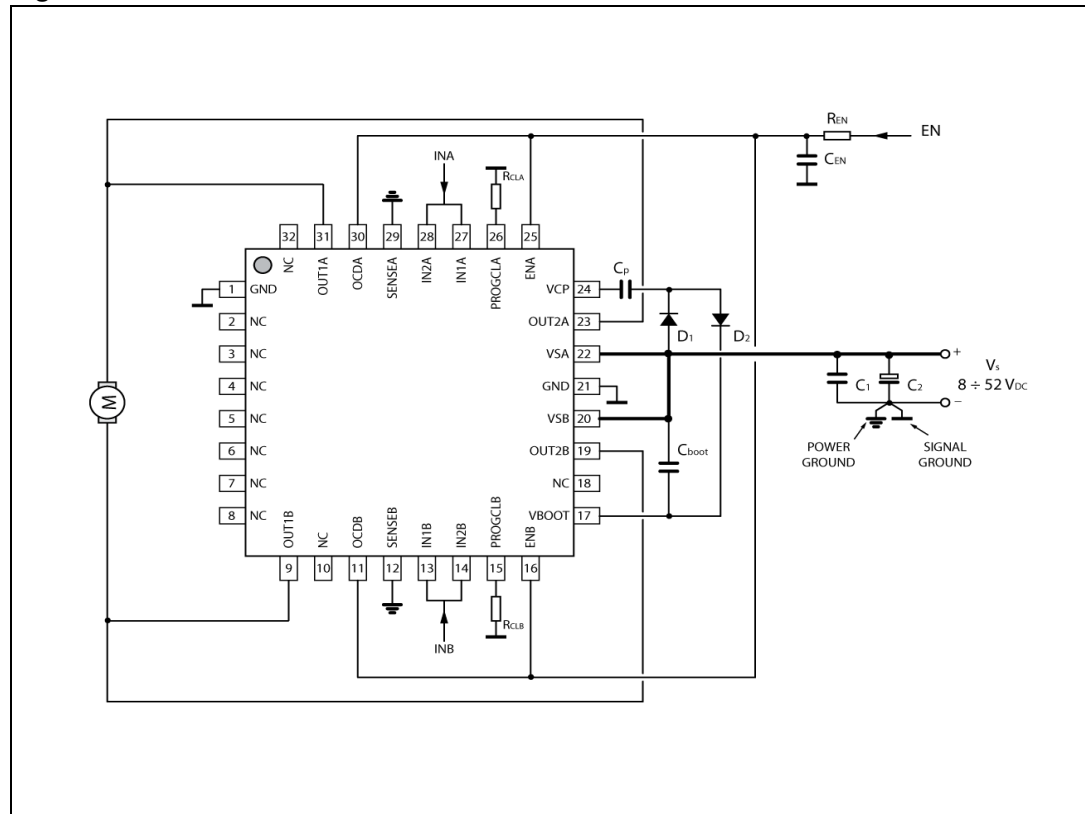 REN
EN
CEN
INA
RCLA
32
31
30
29
28
27
26
25
NC
OUT1A
OCDA
SENSEA
IN2A
IN1A
PROGCLA
ENA
1 GND
2 NC
3 NC
4 NC
5 NC
6 NC
7 NC
8 NC
VCP 24
OUT2A 23
VSA 22
GND 21
VSB 20
OUT2B 19
NC 18
VBOOT 17
Cp
D1
D2
Cboot
M
C1
C2
+
Vs
8 ÷ 52 VDC
−
POWER
GROUND
SIGNAL
GROUND
OUT1B
NC
OCDB
SENSEB
IN1B
IN2B
PROGCLB
ENB
9
10
11
12
13
14
15
16
RCLB
INB